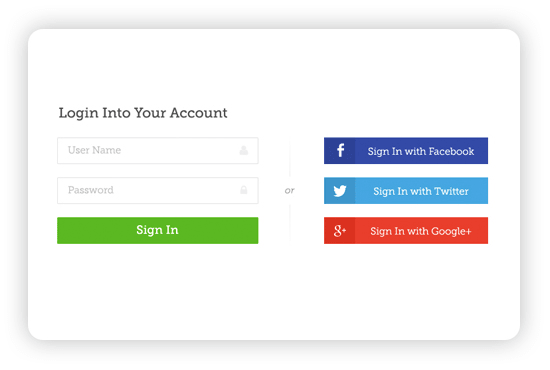 Login Into Your Account
User Name
Password
Sign In
or
f Sign In with Facebook
Sign In with Twitter
g+ Sign In with Google+